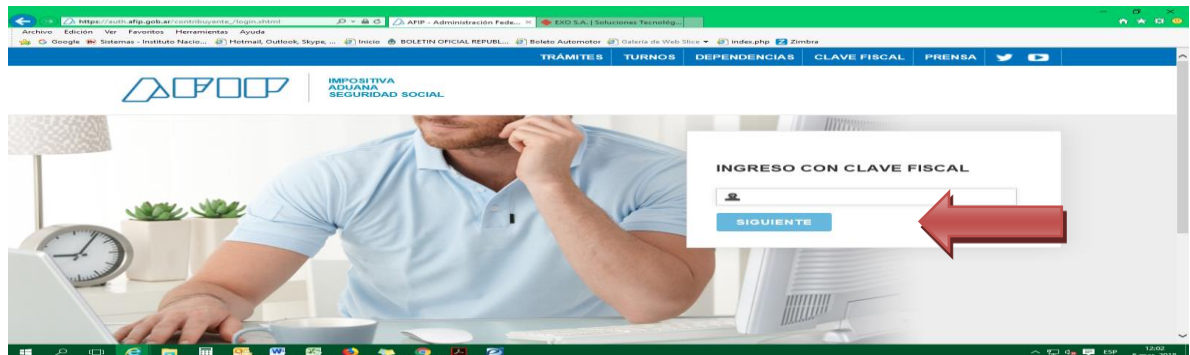 https://auth.afip.gob.ar/contribuyente_/login.xhtml
AFIP - Administración Fede...
EXO S.A. | Soluciones Tecnológ...
Archivo Edición Ver Favoritos Herramientas Ayuda
Google Sistemas - Instituto Nacio... Hotmail, Outlook, Skype, ... Inicio BOLETIN OFICIAL REPUBL... Boleto Automotor Galería de Web Slice index.php Zimbra
TRÁMITES TURNOS DEPENDENCIAS CLAVE FISCAL PRENSA
AFIP
IMPOSITIVA
ADUANA
SEGURIDAD SOCIAL
INGRESO CON CLAVE FISCAL
SIGUIENTE
ESP
12:02